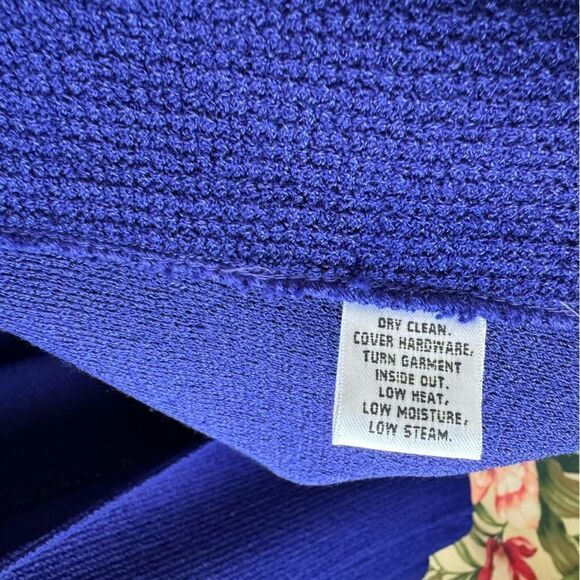 DRY CLEAN.
COVER HARDWARE,
TURN GARMENT
INSIDE OUT.
LOW HEAT,
LOW MOISTURE,
LOW STEAM.